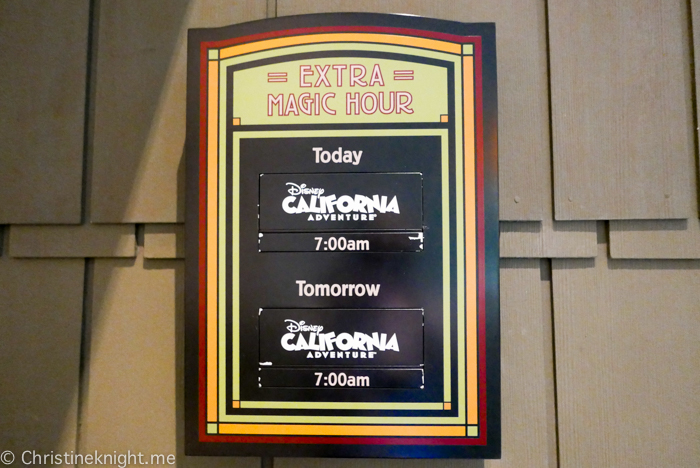 EXTRA
MAGIC HOUR
Today
Disney
CALIFORNIA
ADVENTURE
7:00am
Tomorrow
Disney
CALIFORNIA
ADVENTURE
7:00am
© Christineknight.me